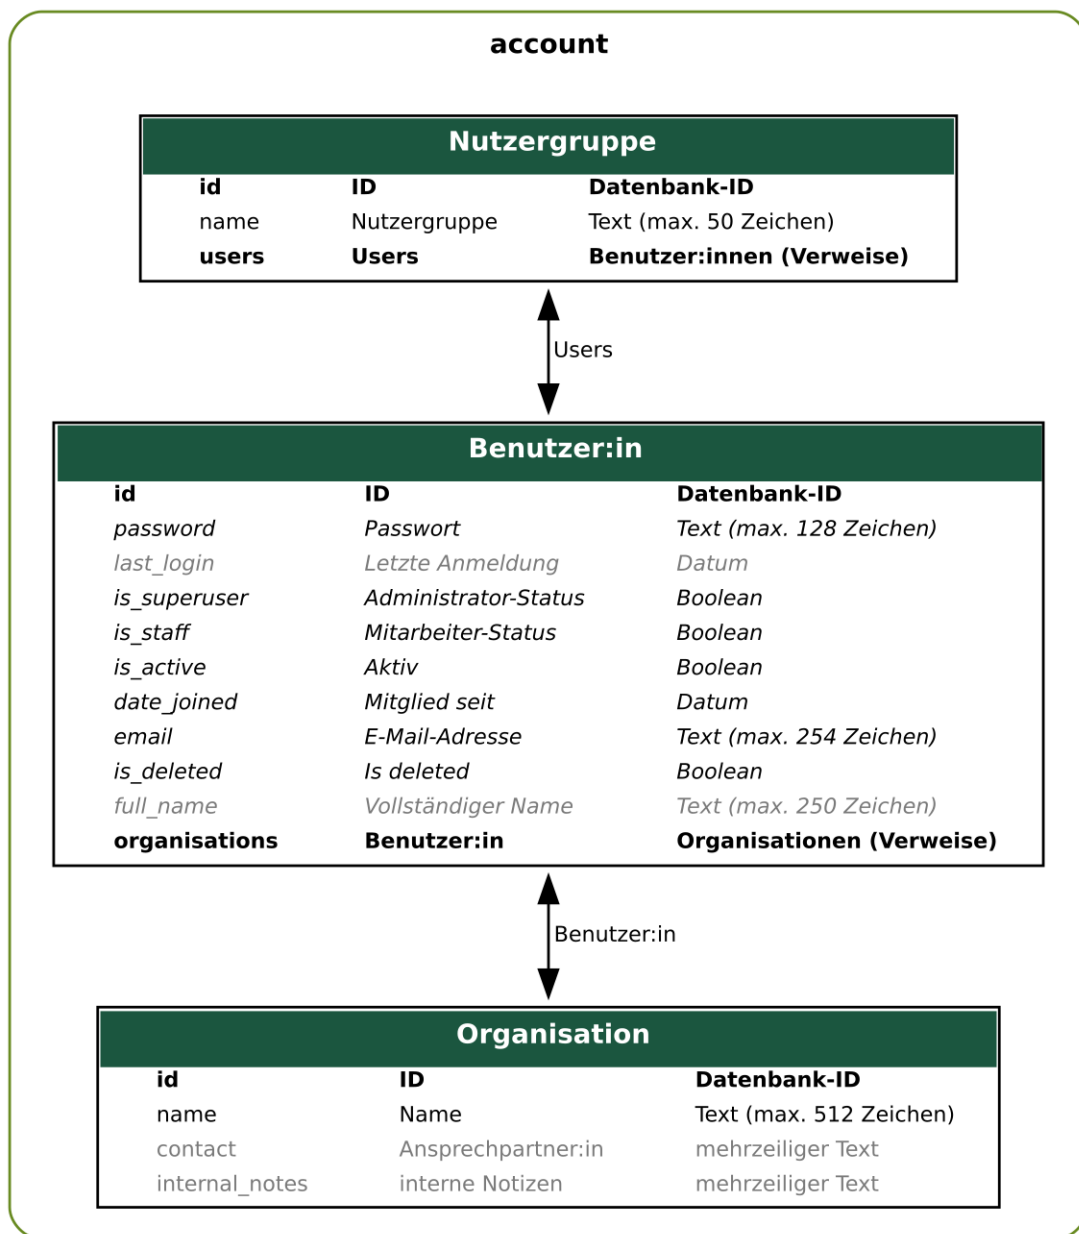 account
Nutzergruppe
id ID Datenbank-ID
name Nutzergruppe Text (max. 50 Zeichen)
users Users Benutzer:innen (Verweise)
Users
Benutzer:in
id ID Datenbank-ID
password Passwort Text (max. 128 Zeichen)
last_login Letzte Anmeldung Datum
is_superuser Administrator-Status Boolean
is_staff Mitarbeiter-Status Boolean
is_active Aktiv Boolean
date_joined Mitglied seit Datum
email E-Mail-Adresse Text (max. 254 Zeichen)
is_deleted Is deleted Boolean
full_name Vollständiger Name Text (max. 250 Zeichen)
organisations Benutzer:in Organisationen (Verweise)
Benutzer:in
Organisation
id ID Datenbank-ID
name Name Text (max. 512 Zeichen)
contact Ansprechpartner:in mehrzeiliger Text
internal_notes interne Notizen mehrzeiliger Text